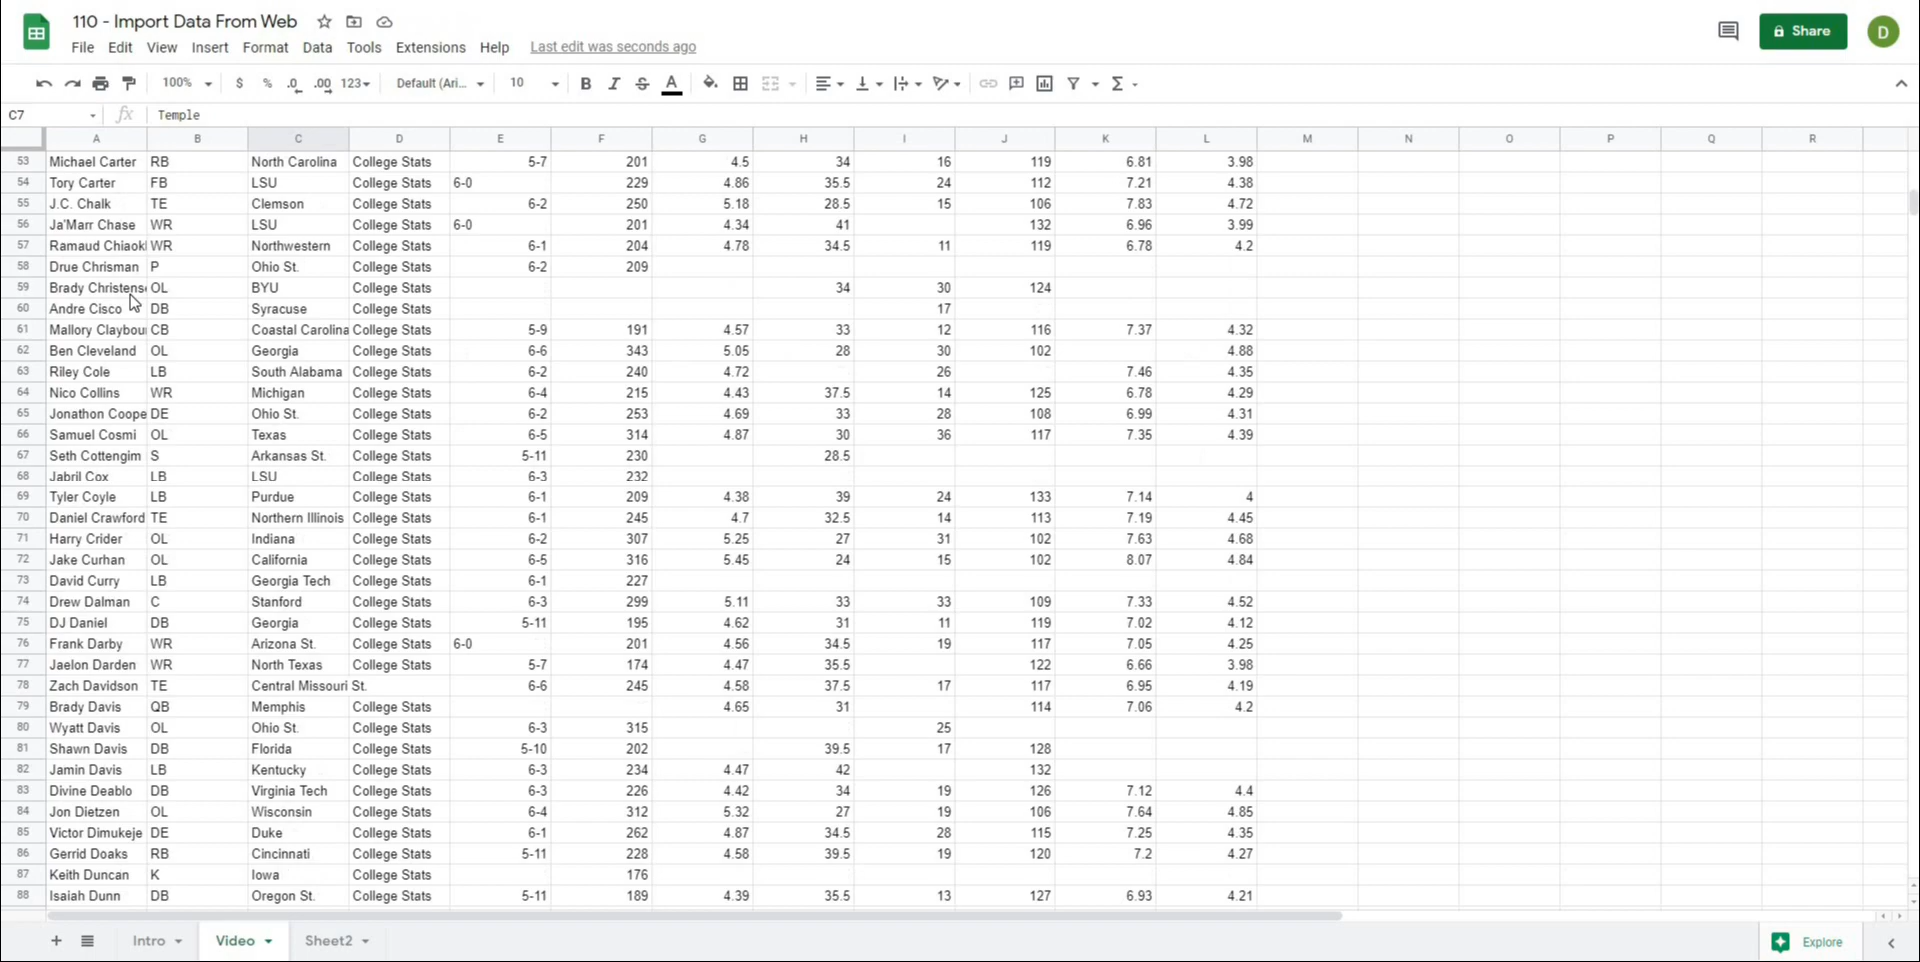 110 - Import Data From Web
File Edit View Insert Format Data Tools Extensions Help Last edit was seconds ago
Share
D
100% $ % .0 .00 123 Default (Ari... 10 B I S A Σ
C7 fx Temple
A B C D E F G H I J K L M N O P Q R
53 Michael Carter RB North Carolina College Stats 5-7 201 4.5 34 16 119 6.81 3.98
54 Tory Carter FB LSU College Stats 6-0 229 4.86 35.5 24 112 7.21 4.38
55 J.C. Chalk TE Clemson College Stats 6-2 250 5.18 28.5 15 106 7.83 4.72
56 Ja'Marr Chase WR LSU College Stats 6-0 201 4.34 41 132 6.96 3.99
57 Ramaud Chiaok WR Northwestern College Stats 6-1 204 4.78 34.5 11 119 6.78 4.2
58 Drue Chrisman P Ohio St. College Stats 6-2 209
59 Brady Christens OL BYU College Stats 34 30 124
60 Andre Cisco DB Syracuse College Stats 17
61 Mallory Claybou CB Coastal Carolina College Stats 5-9 191 4.57 33 12 116 7.37 4.32
62 Ben Cleveland OL Georgia College Stats 6-6 343 5.05 28 30 102 4.88
63 Riley Cole LB South Alabama College Stats 6-2 240 4.72 26 7.46 4.35
64 Nico Collins WR Michigan College Stats 6-4 215 4.43 37.5 14 125 6.78 4.29
65 Jonathon Coope DE Ohio St. College Stats 6-2 253 4.69 33 28 108 6.99 4.31
66 Samuel Cosmi OL Texas College Stats 6-5 314 4.87 30 36 117 7.35 4.39
67 Seth Cottengim S Arkansas St. College Stats 5-11 230 28.5
68 Jabril Cox LB LSU College Stats 6-3 232
69 Tyler Coyle LB Purdue College Stats 6-1 209 4.38 39 24 133 7.14 4
70 Daniel Crawford TE Northern Illinois College Stats 6-1 245 4.7 32.5 14 113 7.19 4.45
71 Harry Crider OL Indiana College Stats 6-2 307 5.25 27 31 102 7.63 4.68
72 Jake Curhan OL California College Stats 6-5 316 5.45 24 15 102 8.07 4.84
73 David Curry LB Georgia Tech College Stats 6-1 227
74 Drew Dalman C Stanford College Stats 6-3 299 5.11 33 33 109 7.33 4.52
75 DJ Daniel DB Georgia College Stats 5-11 195 4.62 31 11 119 7.02 4.12
76 Frank Darby WR Arizona St. College Stats 6-0 201 4.56 34.5 19 117 7.05 4.25
77 Jaelon Darden WR North Texas College Stats 5-7 174 4.47 35.5 122 6.66 3.98
78 Zach Davidson TE Central Missouri St. 6-6 245 4.58 37.5 17 117 6.95 4.19
79 Brady Davis QB Memphis College Stats 4.65 31 114 7.06 4.2
80 Wyatt Davis OL Ohio St. College Stats 6-3 315 25
81 Shawn Davis DB Florida College Stats 5-10 202 39.5 17 128
82 Jamin Davis LB Kentucky College Stats 6-3 234 4.47 42 132
83 Divine Deablo DB Virginia Tech College Stats 6-3 226 4.42 34 19 126 7.12 4.4
84 Jon Dietzen OL Wisconsin College Stats 6-4 312 5.32 27 19 106 7.64 4.85
85 Victor Dimukeje DE Duke College Stats 6-1 262 4.87 34.5 28 115 7.25 4.35
86 Gerrid Doaks RB Cincinnati College Stats 5-11 228 4.58 39.5 19 120 7.2 4.27
87 Keith Duncan K Iowa College Stats 176
88 Isaiah Dunn DB Oregon St. College Stats 5-11 189 4.39 35.5 13 127 6.93 4.21
Intro Video Sheet2 Explore